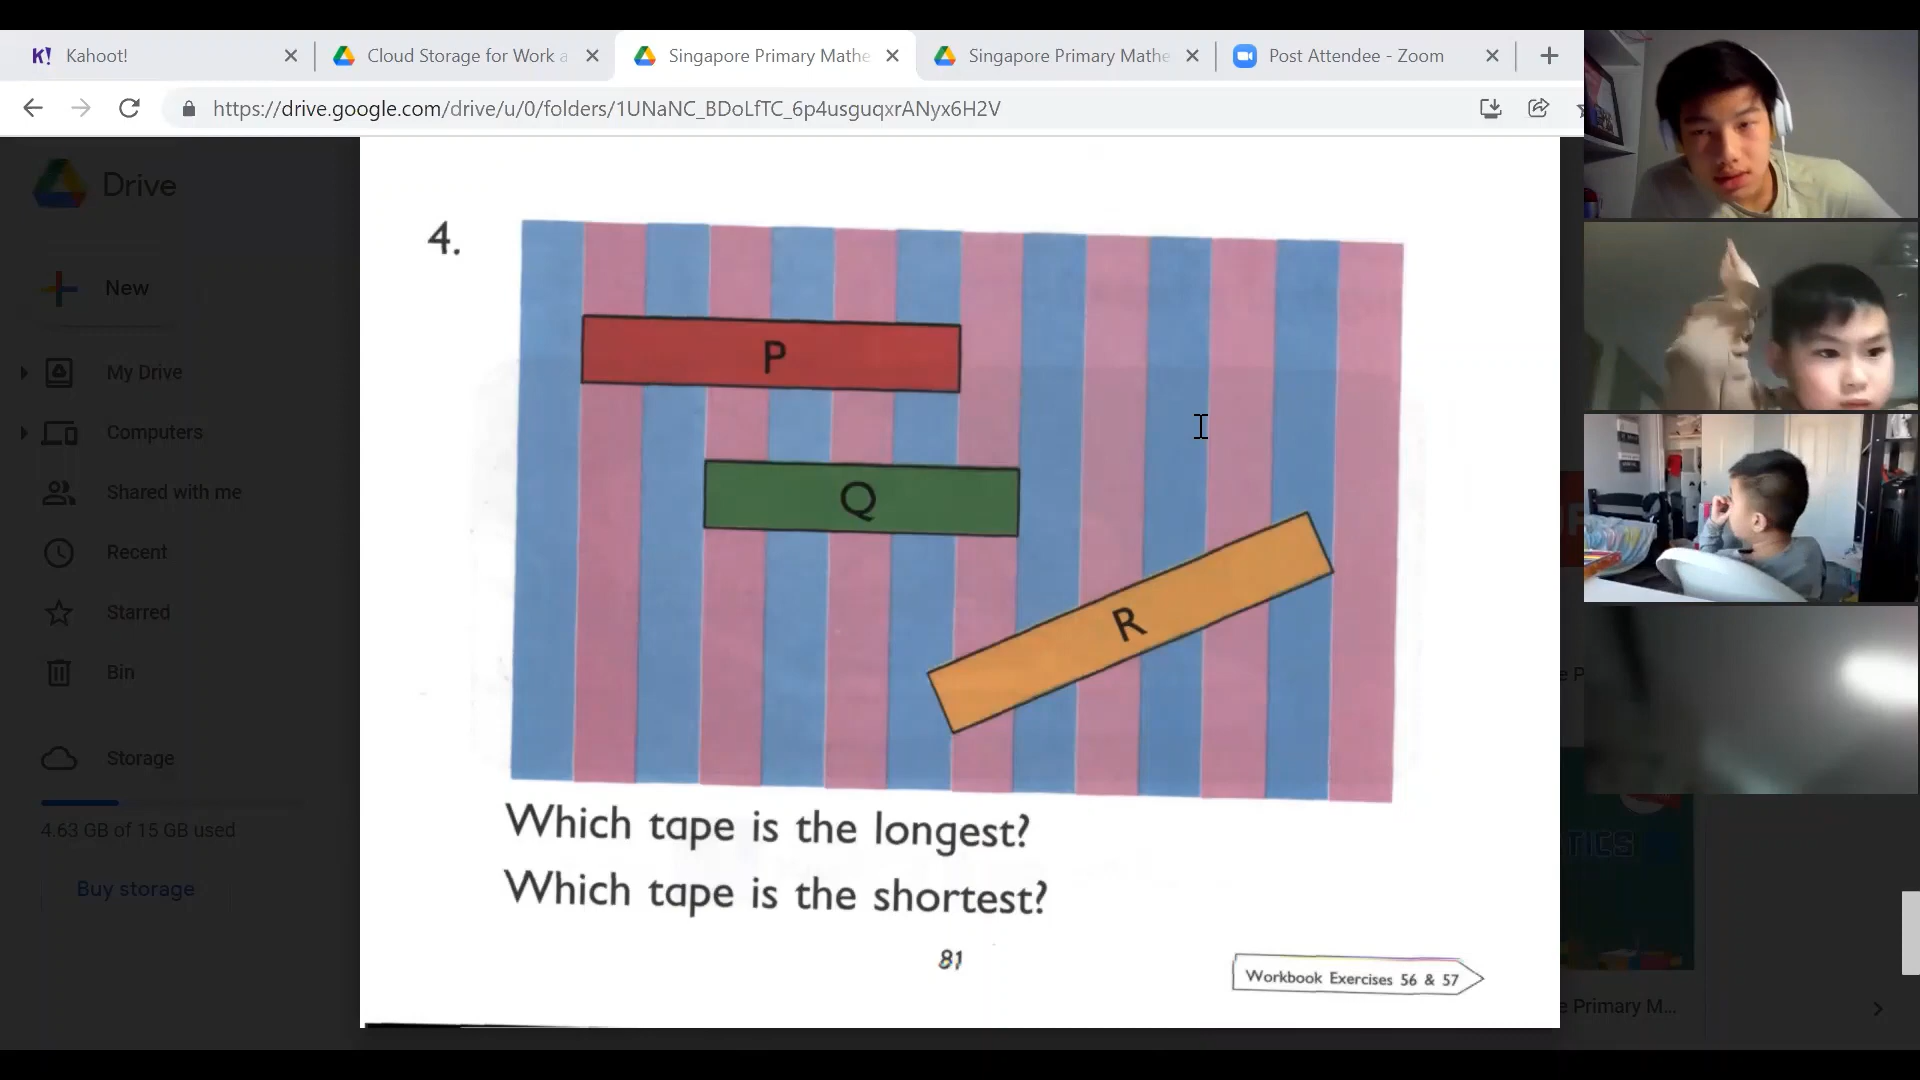 K! Kahoot!
Cloud Storage for Work a
Singapore Primary Mathe
Singapore Primary Mathe
Post Attendee - Zoom
https://drive.google.com/drive/u/0/folders/1UNaNC_BDoLfTC_6p4usguqxrANyx6H2V
Drive
New
My Drive
Computers
Shared with me
Recent
Starred
Bin
Storage
4.63 GB of 15 GB used
Buy storage
4.
P
Q
R
Which tape is the longest?
Which tape is the shortest?
81
Workbook Exercises 56 & 57
e P
TICS
e Primary M...